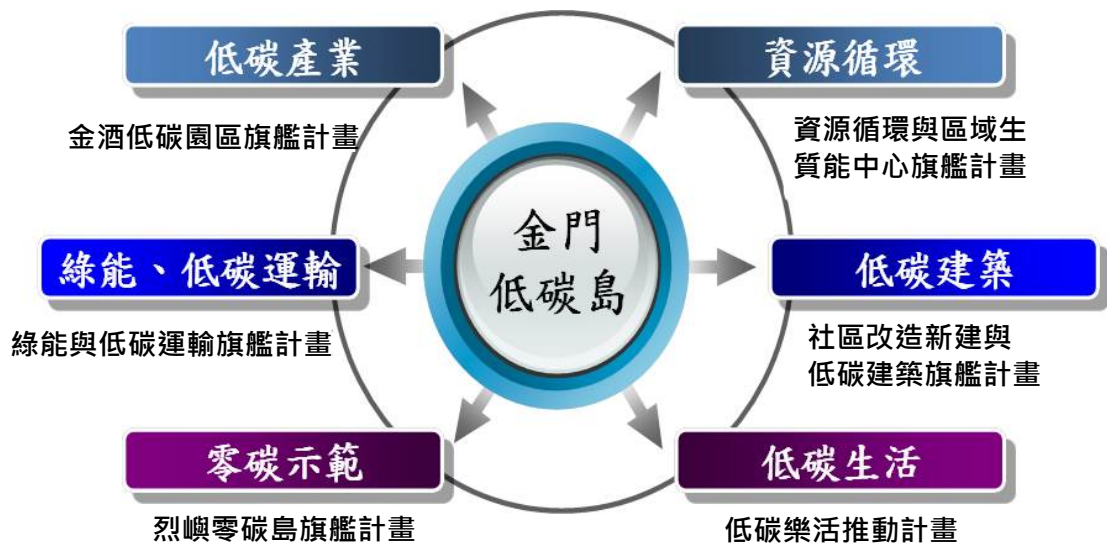 低碳產業
金酒低碳園區旗艦計畫
資源循環
資源循環與區域生
質能中心旗艦計畫
金門
低碳島
綠能、低碳運輸
綠能與低碳運輸旗艦計畫
低碳建築
社區改造新建與
低碳建築旗艦計畫
零碳示範
烈嶼零碳島旗艦計畫
低碳生活
低碳樂活推動計畫